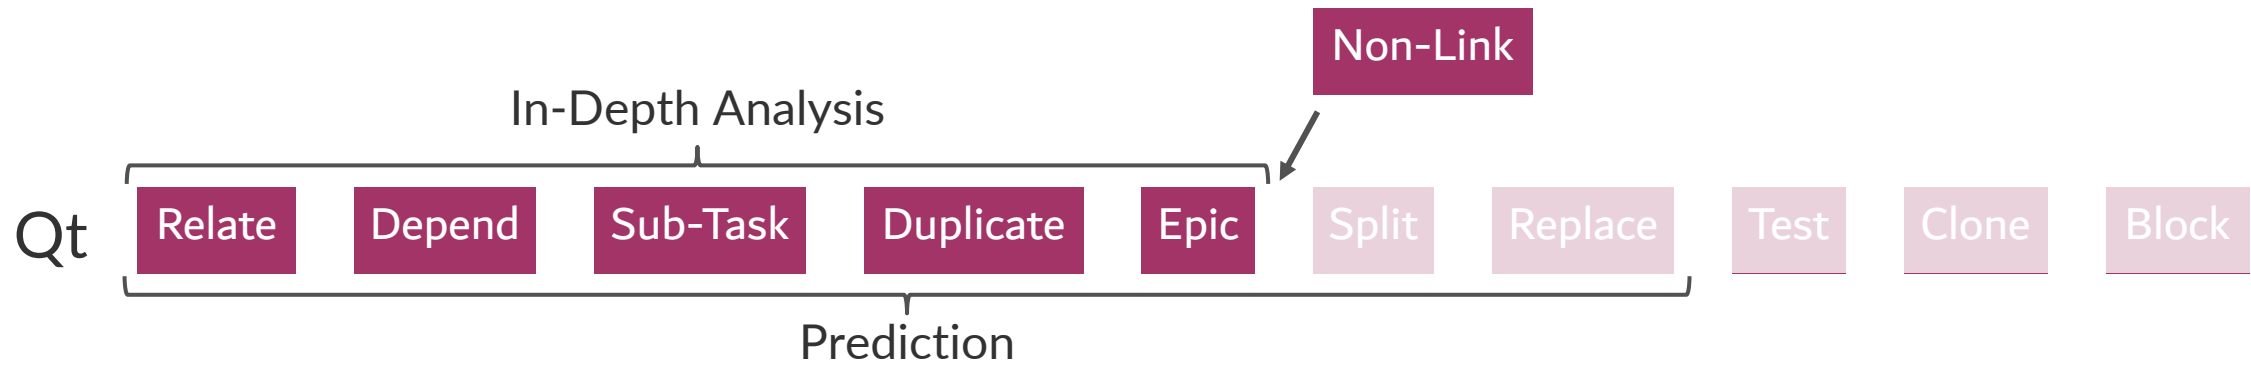 Non-Link
In-Depth Analysis
Qt Relate Depend Sub-Task Duplicate Epic Split Replace Test Clone Block
Prediction